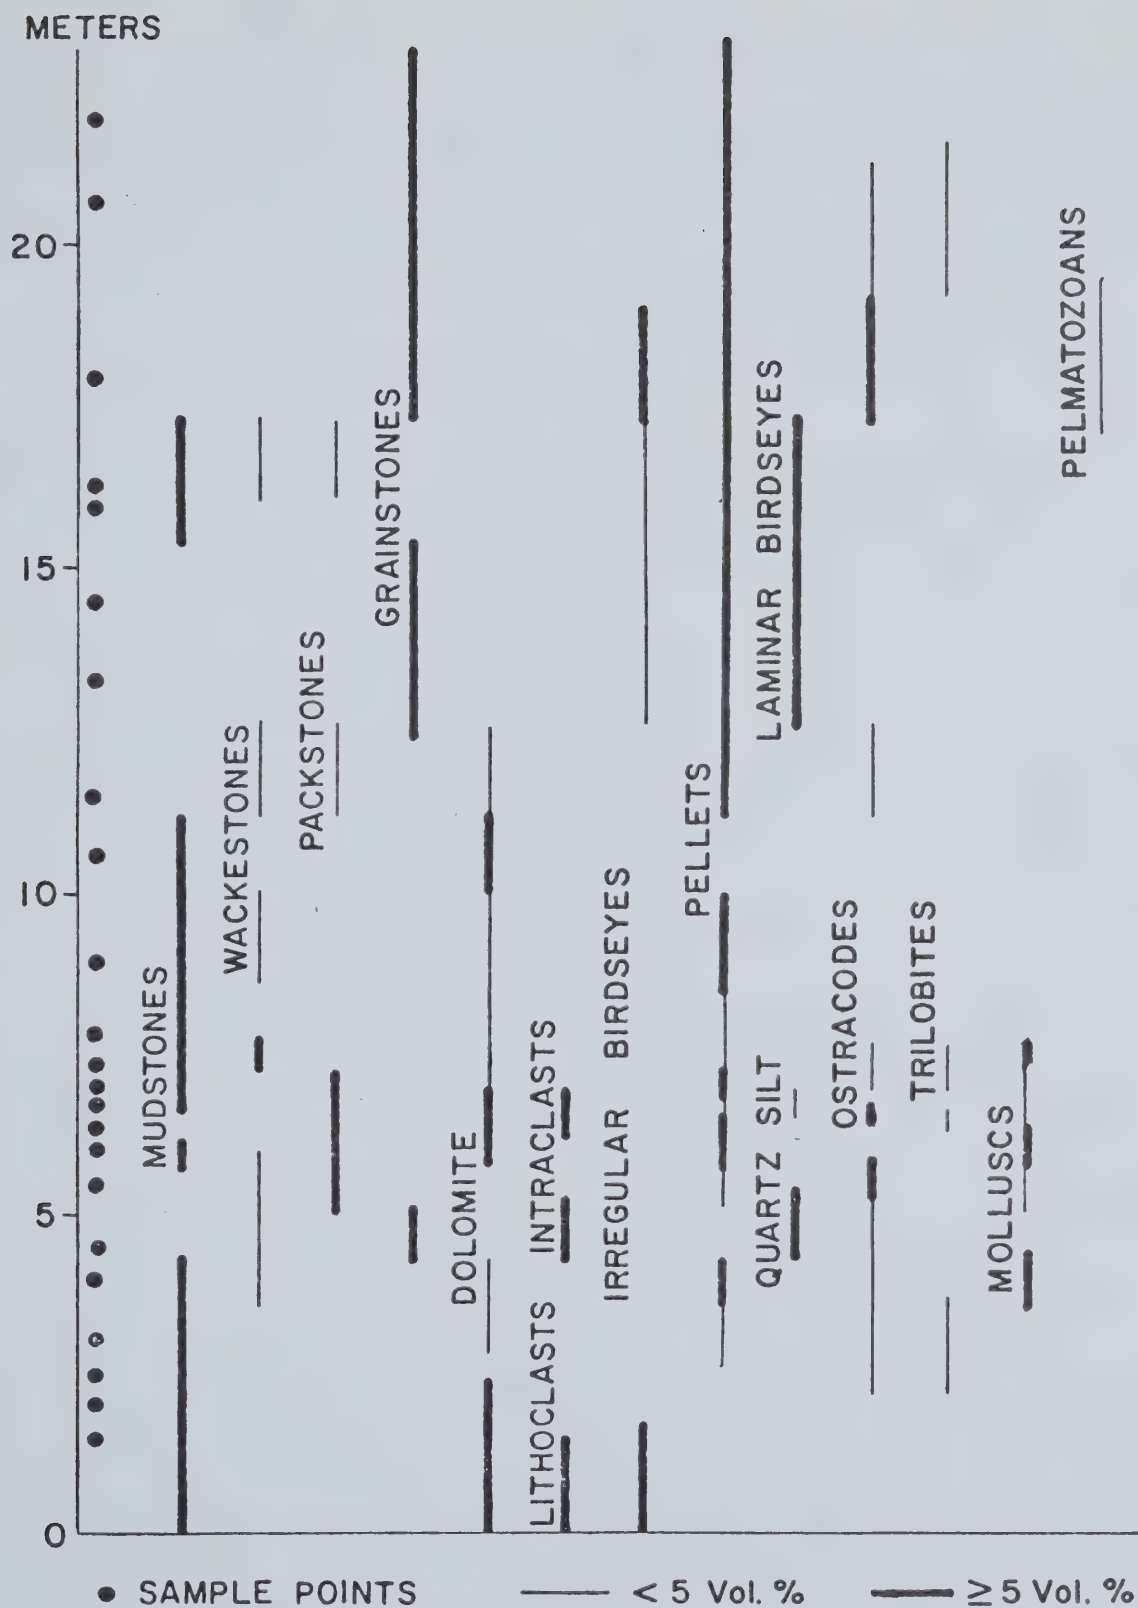 METERS
20
15
10
5
0
MUDSTONES
WACKESTONES
PACKSTONES
GRAINSTONES
DOLOMITE
LITHOCLASTS
INTRACLASTS
IRREGULAR BIRDSEYES
PELLETS
QUARTZ SILT
LAMINAR BIRDSEYES
OSTRACODES
TRILOBITES
MOLLUSCS
PELMATOZOANS
SAMPLE POINTS
< 5 Vol. %
≥ 5 Vol. %